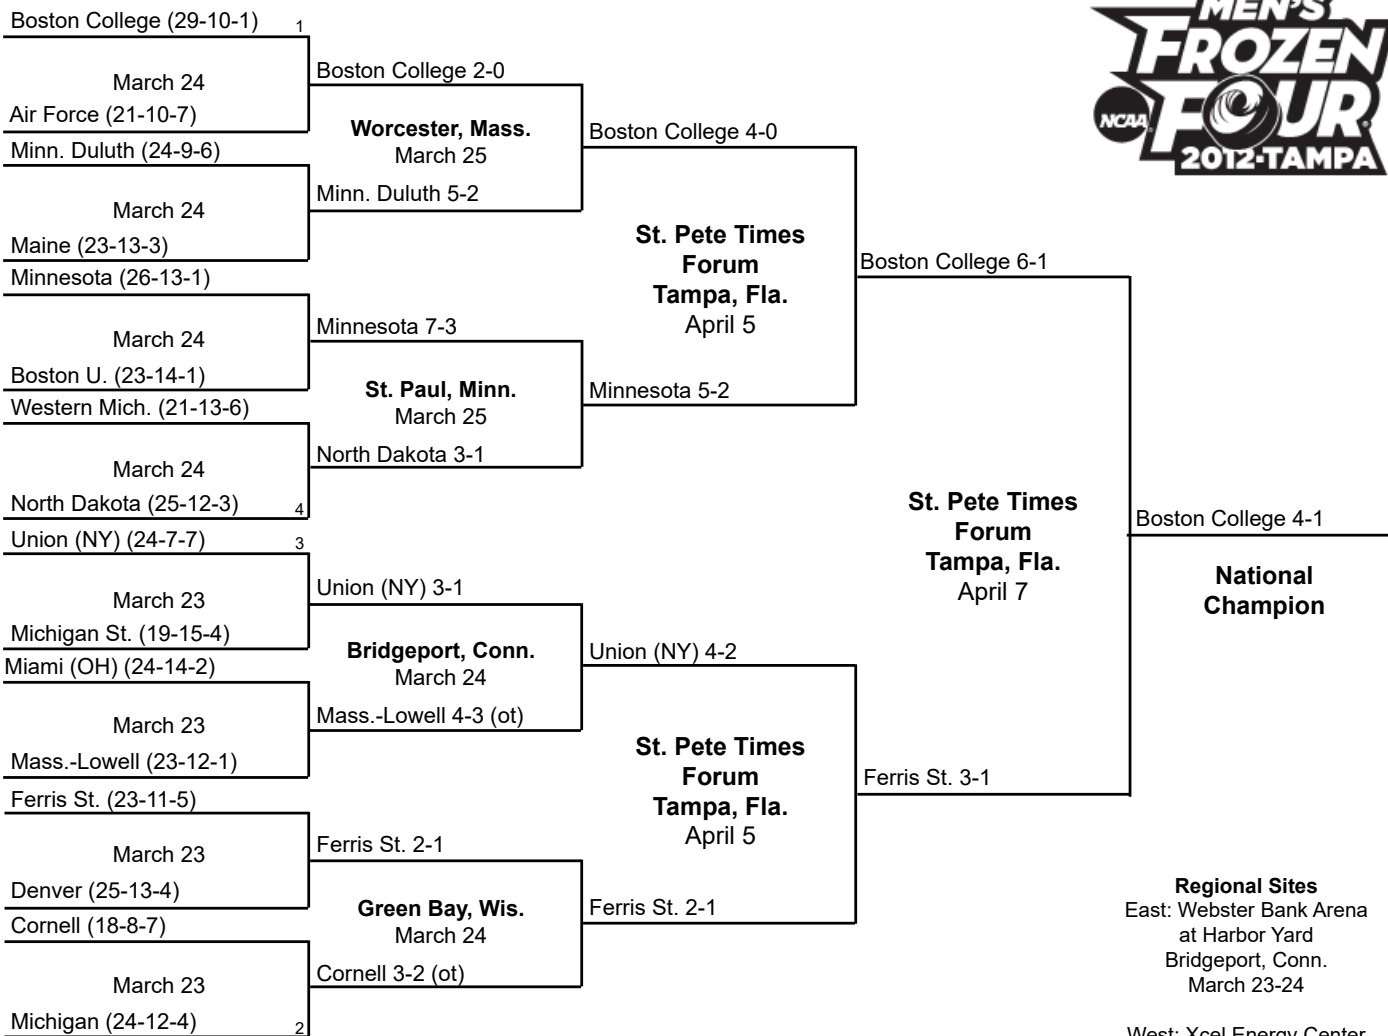 Boston College (29-10-1) 1
March 24
Air Force (21-10-7)
Minn. Duluth (24-9-6)
March 24
Maine (23-13-3)
Minnesota (26-13-1)
March 24
Boston U. (23-14-1)
Western Mich. (21-13-6)
March 24
North Dakota (25-12-3) 4
Union (NY) (24-7-7) 3
March 23
Michigan St. (19-15-4)
Miami (OH) (24-14-2)
March 23
Mass.-Lowell (23-12-1)
Ferris St. (23-11-5)
March 23
Denver (25-13-4)
Cornell (18-8-7)
March 23
Michigan (24-12-4) 2
Boston College 2-0
Worcester, Mass.
March 25
Minn. Duluth 5-2
Minnesota 7-3
St. Paul, Minn.
March 25
North Dakota 3-1
Union (NY) 3-1
Bridgeport, Conn.
March 24
Mass.-Lowell 4-3 (ot)
Ferris St. 2-1
Green Bay, Wis.
March 24
Cornell 3-2 (ot)
Boston College 4-0
St. Pete Times
Forum
Tampa, Fla.
April 5
Minnesota 5-2
Union (NY) 4-2
St. Pete Times
Forum
Tampa, Fla.
April 5
Ferris St. 2-1
Boston College 6-1
St. Pete Times
Forum
Tampa, Fla.
April 7
Ferris St. 3-1
Boston College 4-1
National
Champion
MEN'S
FROZEN
FOUR
NCAA
2012-TAMPA
Regional Sites
East: Webster Bank Arena
at Harbor Yard
Bridgeport, Conn.
March 23-24
West: Xcel Energy Center